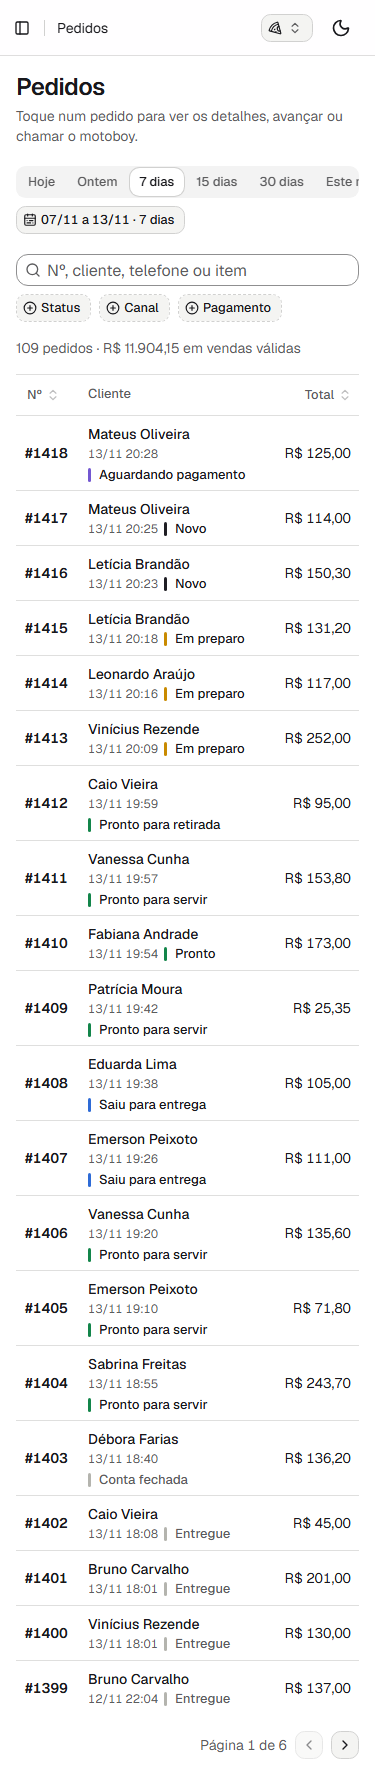 Pedidos
Pedidos
Toque num pedido para ver os detalhes, avançar ou
chamar o motoboy.
Hoje Ontem 7 dias 15 dias 30 dias Este
07/11 a 13/11 · 7 dias
Nº, cliente, telefone ou item
Status Canal Pagamento
109 pedidos · R$ 11.904,15 em vendas válidas
Nº Cliente Total
Mateus Oliveira
#1418 13/11 20:28 R$ 125,00
Aguardando pagamento
Mateus Oliveira
#1417 13/11 20:25 Novo R$ 114,00
Letícia Brandão
#1416 13/11 20:23 Novo R$ 150,30
Letícia Brandão
#1415 13/11 20:18 Em preparo R$ 131,20
Leonardo Araújo
#1414 13/11 20:16 Em preparo R$ 117,00
Vinícius Rezende
#1413 13/11 20:09 Em preparo R$ 252,00
Caio Vieira
#1412 13/11 19:59 R$ 95,00
Pronto para retirada
Vanessa Cunha
#1411 13/11 19:57 R$ 153,80
Pronto para servir
Fabiana Andrade
#1410 13/11 19:54 Pronto R$ 173,00
Patrícia Moura
#1409 13/11 19:42 R$ 25,35
Pronto para servir
Eduarda Lima
#1408 13/11 19:38 R$ 105,00
Saiu para entrega
Emerson Peixoto
#1407 13/11 19:26 R$ 111,00
Saiu para entrega
Vanessa Cunha
#1406 13/11 19:20 R$ 135,60
Pronto para servir
Emerson Peixoto
#1405 13/11 19:10 R$ 71,80
Pronto para servir
Sabrina Freitas
#1404 13/11 18:55 R$ 243,70
Pronto para servir
Débora Farias
#1403 13/11 18:40 R$ 136,20
Conta fechada
Caio Vieira
#1402 13/11 18:08 Entregue R$ 45,00
Bruno Carvalho
#1401 13/11 18:01 Entregue R$ 201,00
Vinícius Rezende
#1400 13/11 18:01 Entregue R$ 130,00
Bruno Carvalho
#1399 12/11 22:04 Entregue R$ 137,00
Página 1 de 6